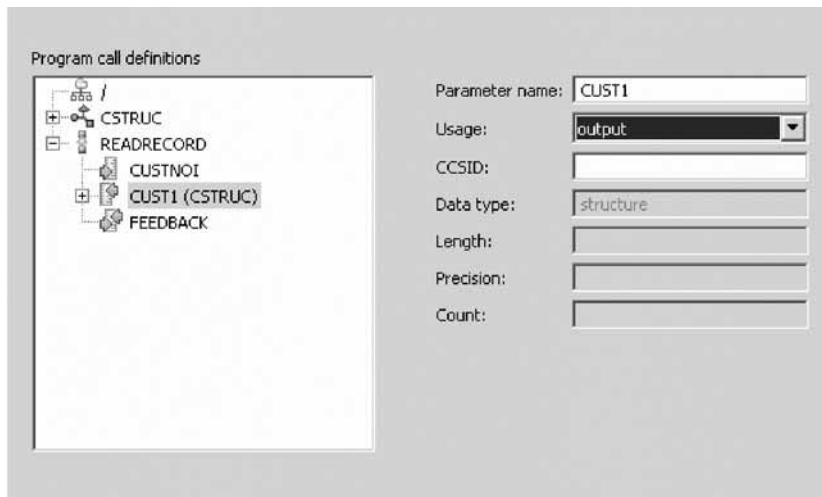 Program call definitions
/
CSTRUC
READRECORD
CUSTNOI
CUST1 (CSTRUC)
FEEDBACK
Parameter name: CUST1
Usage: output
CCSID:
Data type: structure
Length:
Precision:
Count: